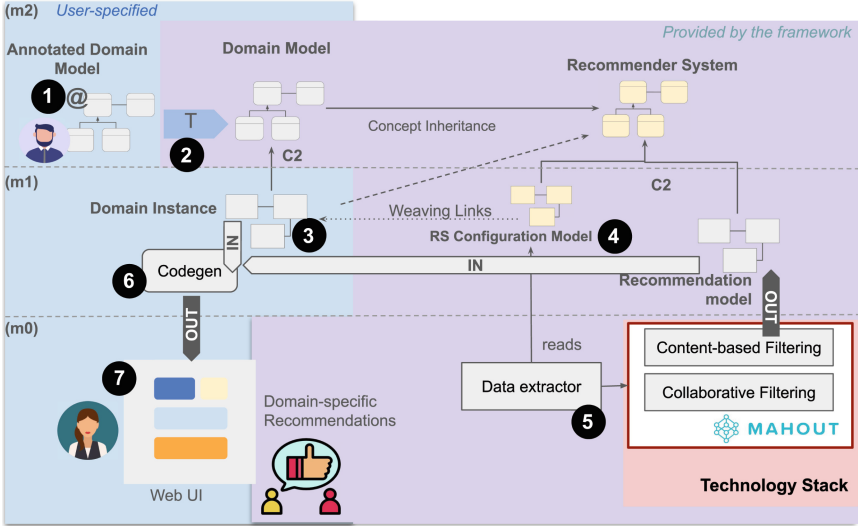 (m2)
User-specified
Provided by the framework
Annotated Domain
Model
Domain Model
Recommender System
1
@
T
2
Concept Inheritance
C2
C2
(m1)
Domain Instance
3
Weaving Links
RS Configuration Model
4
IN
IN
Codegen
6
Recommendation
model
OUT
OUT
(m0)
7
reads
Content-based Filtering
Data extractor
Collaborative Filtering
5
Domain-specific
Recommendations
MAHOUT
Web UI
Technology Stack